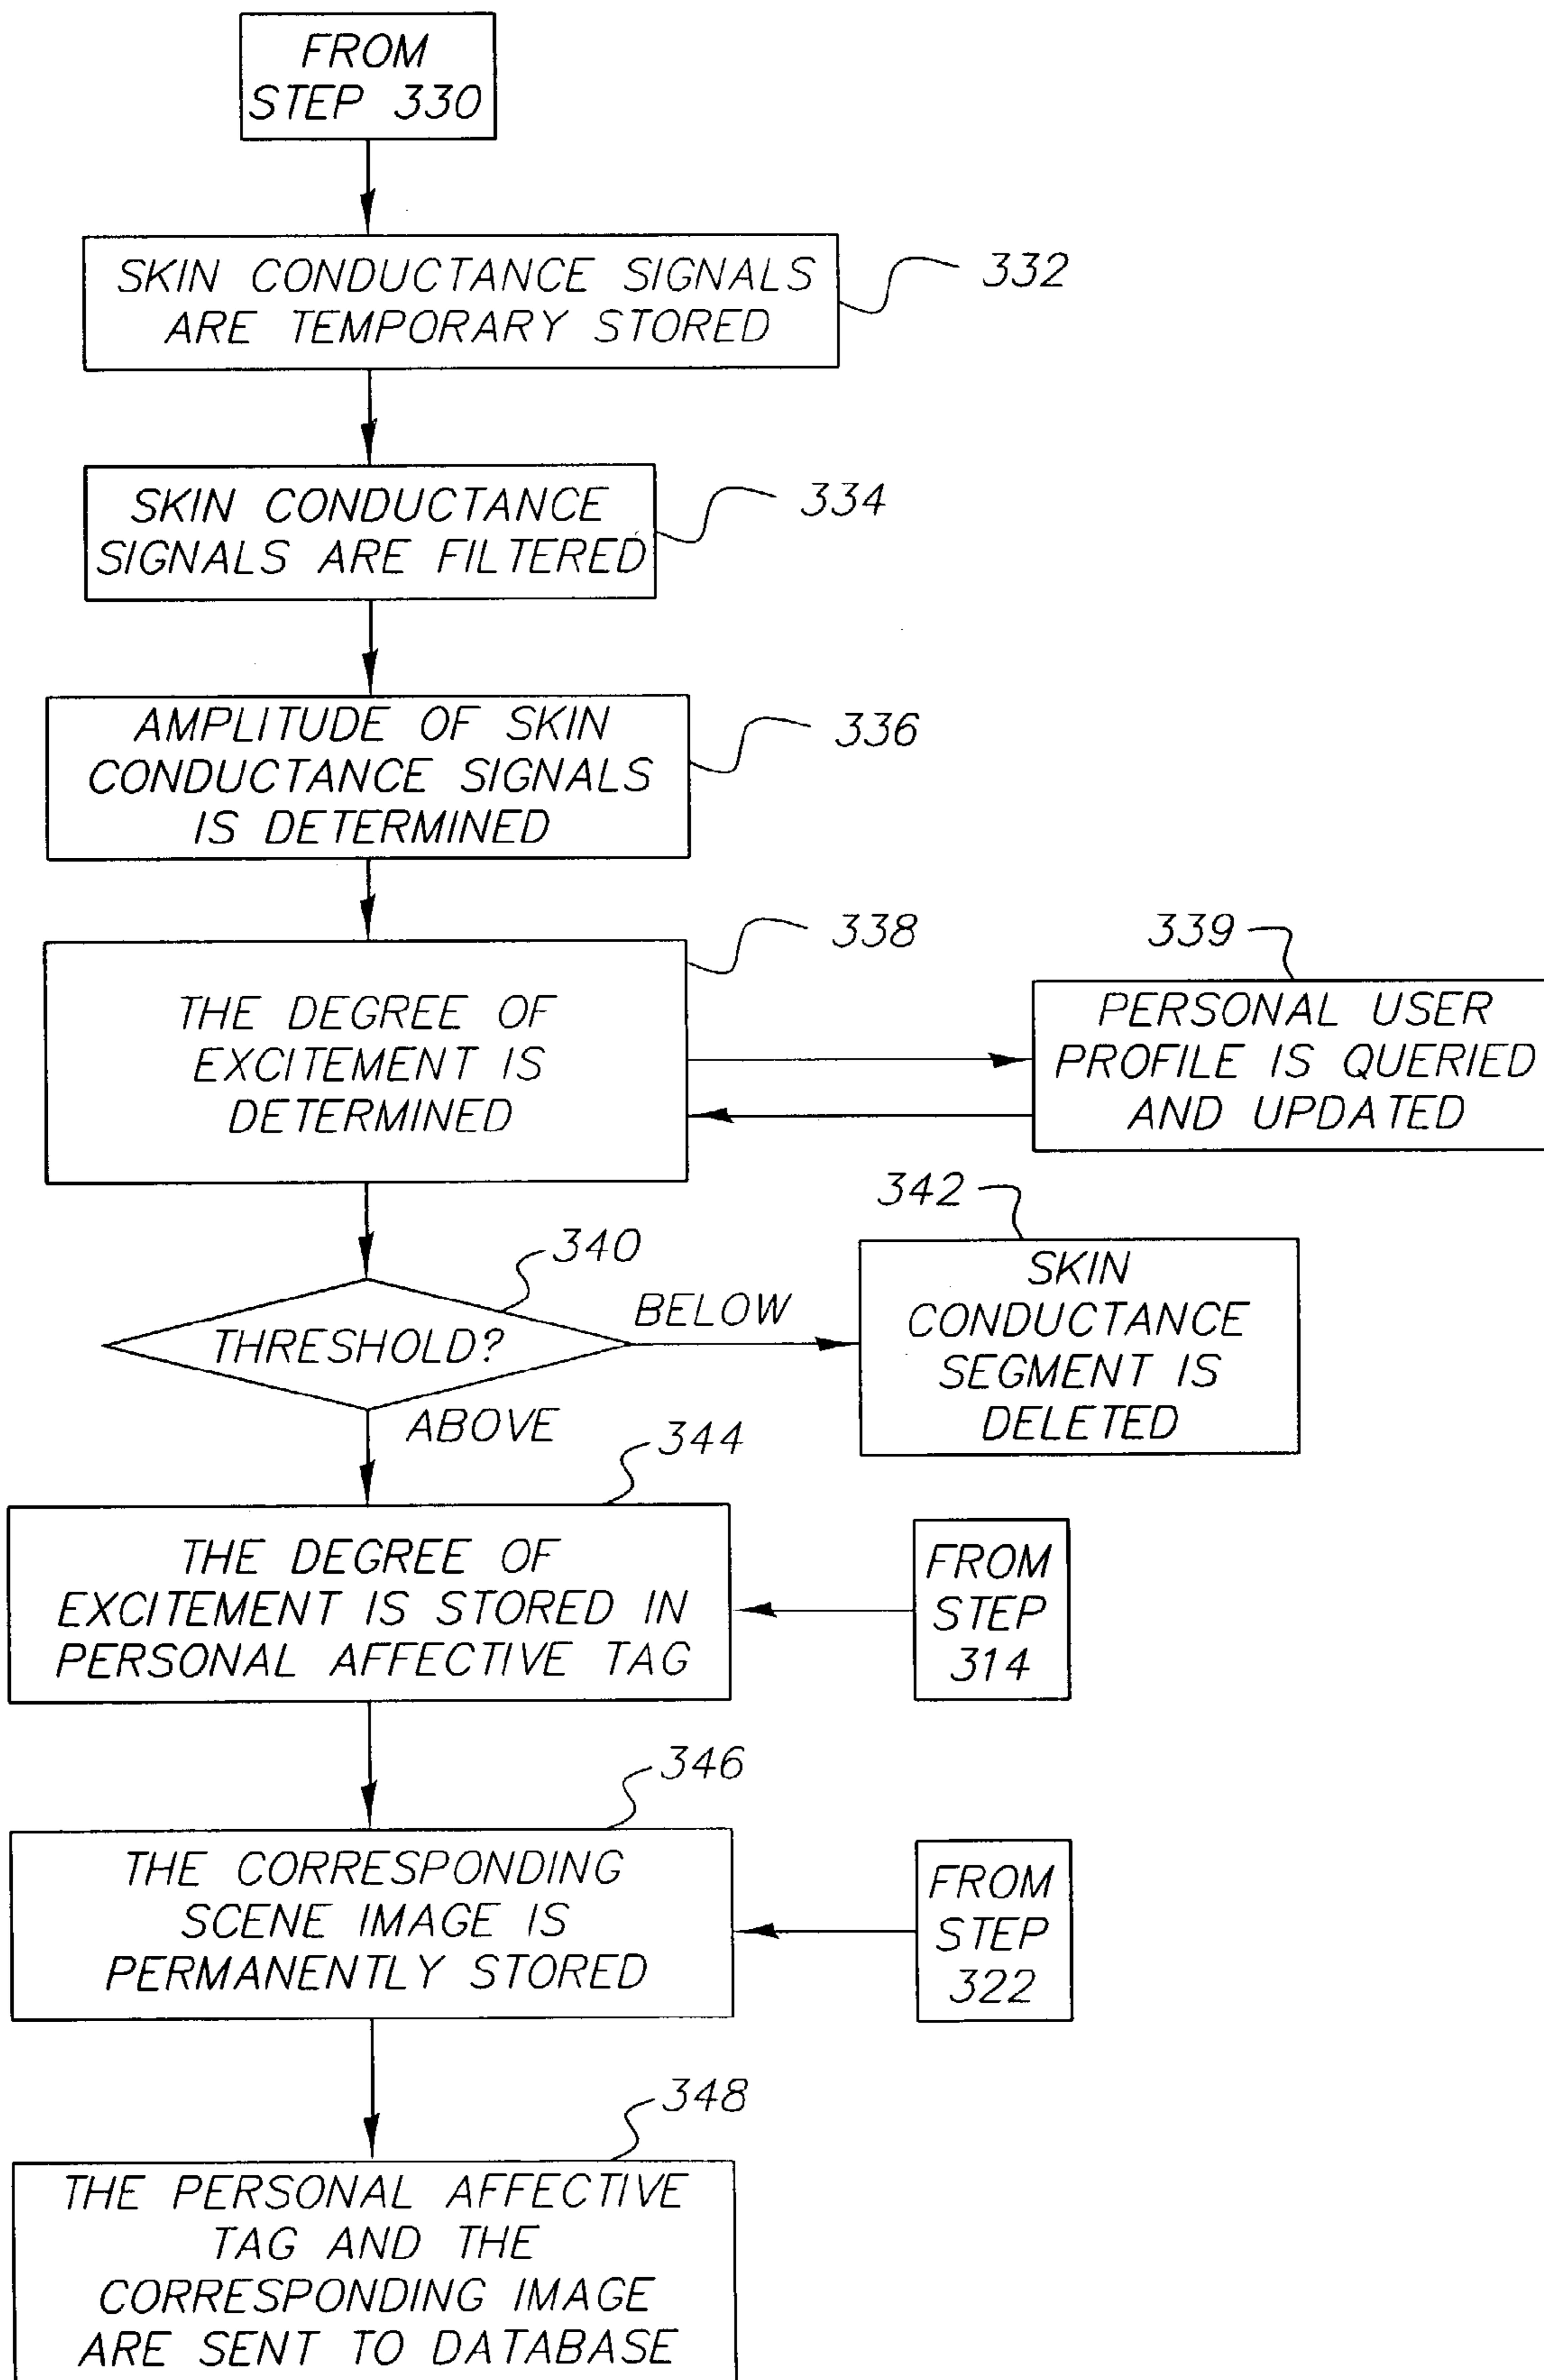 FROM
STEP 330
SKIN CONDUCTANCE SIGNALS
ARE TEMPORARY STORED
332
SKIN CONDUCTANCE
SIGNALS ARE FILTERED
334
AMPLITUDE OF SKIN
CONDUCTANCE SIGNALS
IS DETERMINED
336
THE DEGREE OF
EXCITEMENT IS
DETERMINED
338
339
PERSONAL USER
PROFILE IS QUERIED
AND UPDATED
340
THRESHOLD?
BELOW
ABOVE
342
SKIN
CONDUCTANCE
SEGMENT IS
DELETED
344
THE DEGREE OF
EXCITEMENT IS STORED IN
PERSONAL AFFECTIVE TAG
FROM
STEP
314
346
THE CORRESPONDING
SCENE IMAGE IS
PERMANENTLY STORED
FROM
STEP
322
348
THE PERSONAL AFFECTIVE
TAG AND THE
CORRESPONDING IMAGE
ARE SENT TO DATABASE